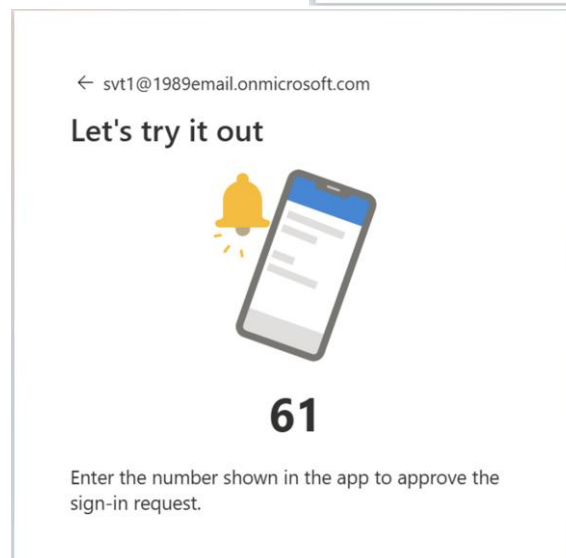 ← svt1@1989email.onmicrosoft.com
Let's try it out
61
Enter the number shown in the app to approve the
sign-in request.